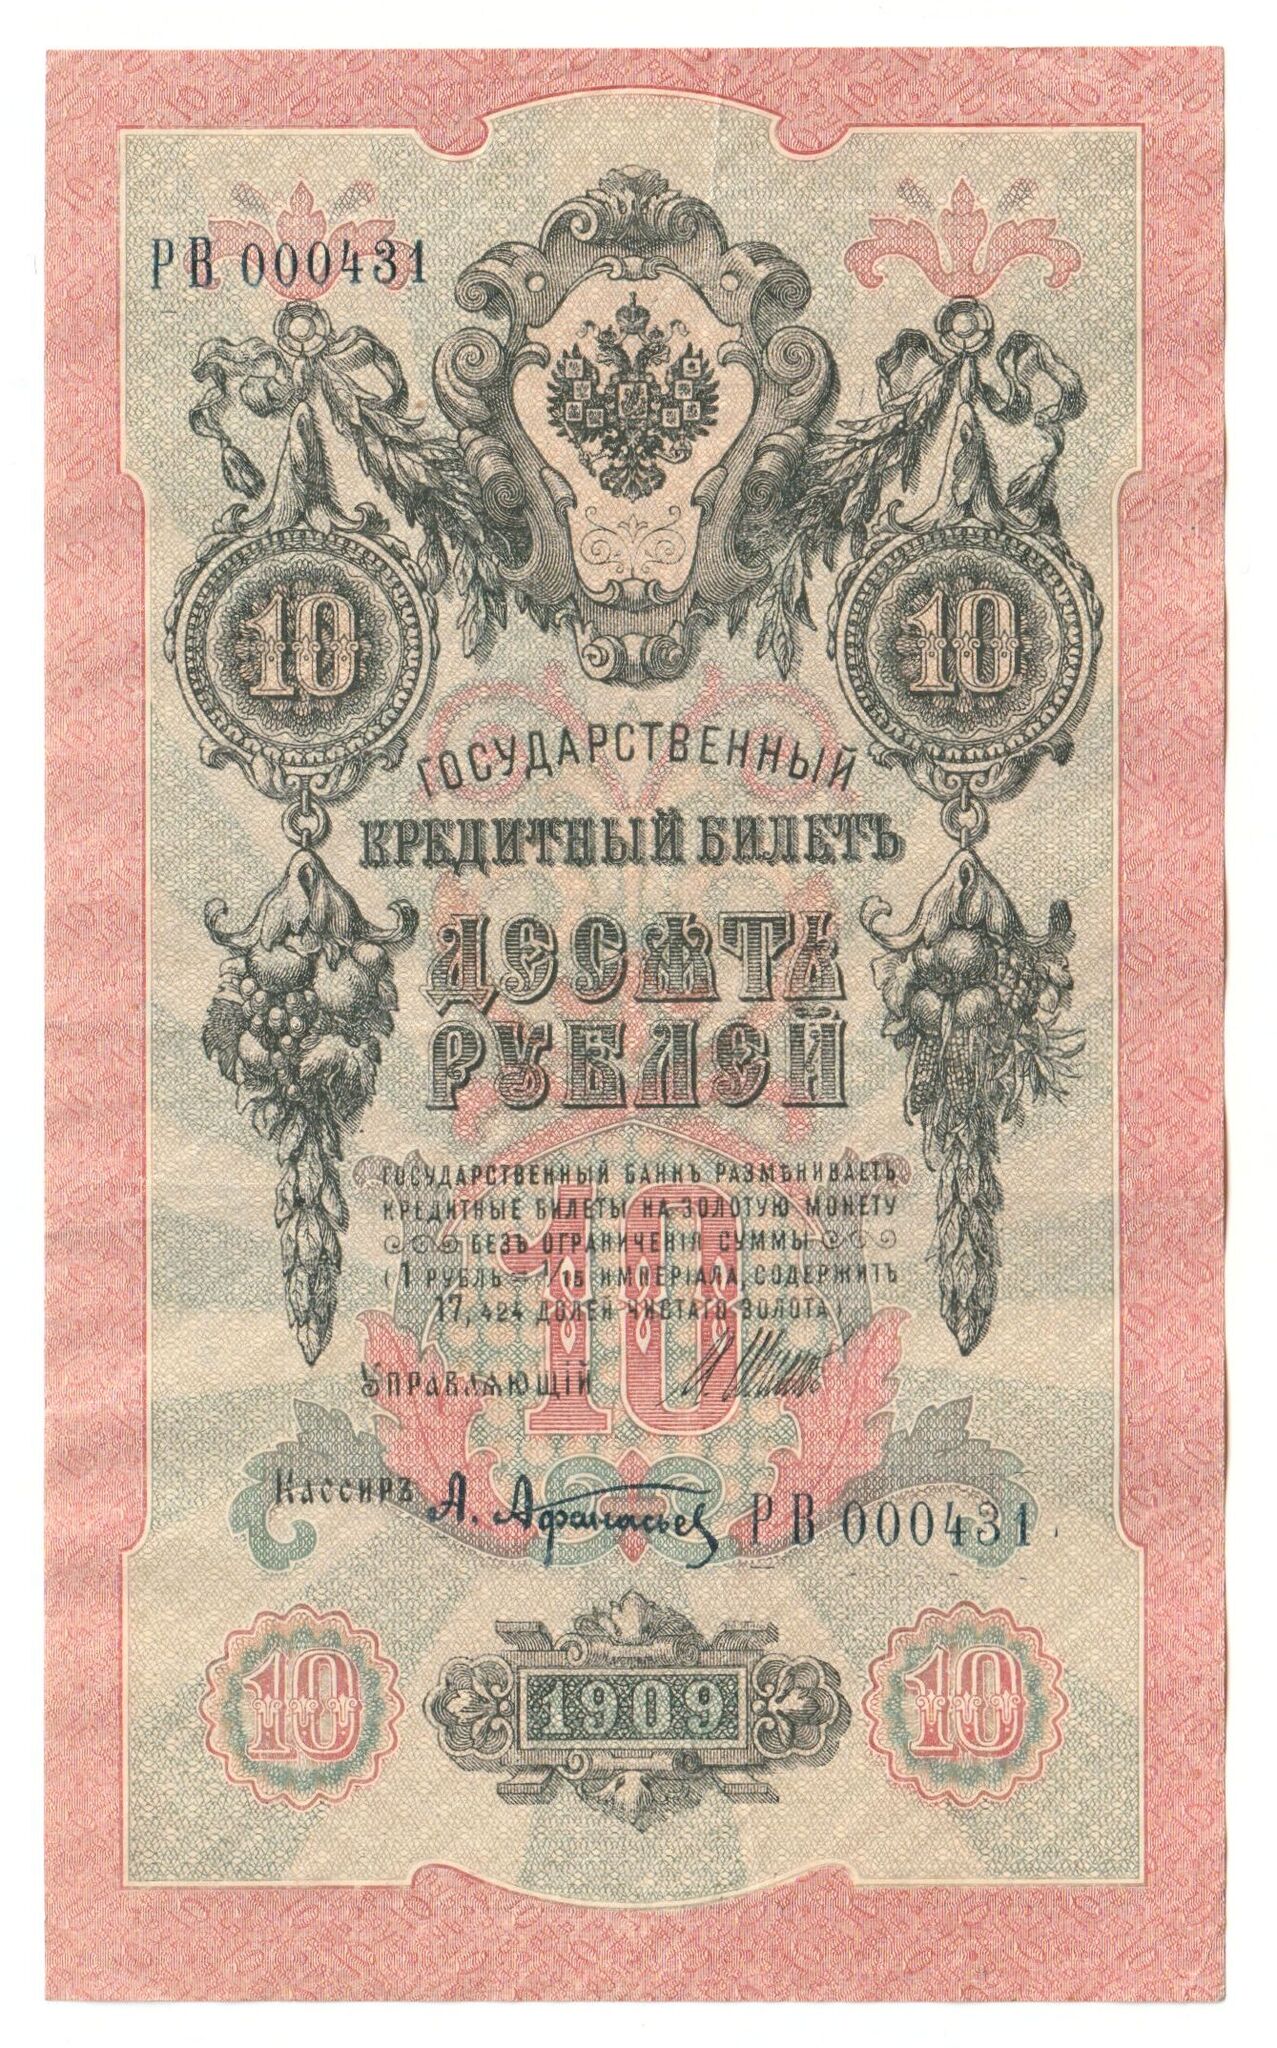 РВ 000431
10 10
ГОСУДАРСТВЕННЫЙ
КРЕДИТНЫЙ БИЛЕТЪ
ДЕСЯТЬ
РУБЛЕЙ
ГОСУДАРСТВЕННЫЙ БАНКЪ РАЗМѢНИВАЕТЪ
КРЕДИТНЫЕ БИЛЕТЫ НА ЗОЛОТУЮ МОНЕТУ
БЕЗЪ ОГРАНИЧЕНІЯ СУММЫ
(1 РУБЛЬ = 1/15 ИМПЕРІАЛА, СОДЕРЖИТЪ
17,424 ДОЛЕЙ ЧИСТАГО ЗОЛОТА)
10
Управляющій И. Шиповъ
Кассиръ А. Афанасьев РВ 000431
10 1909 10